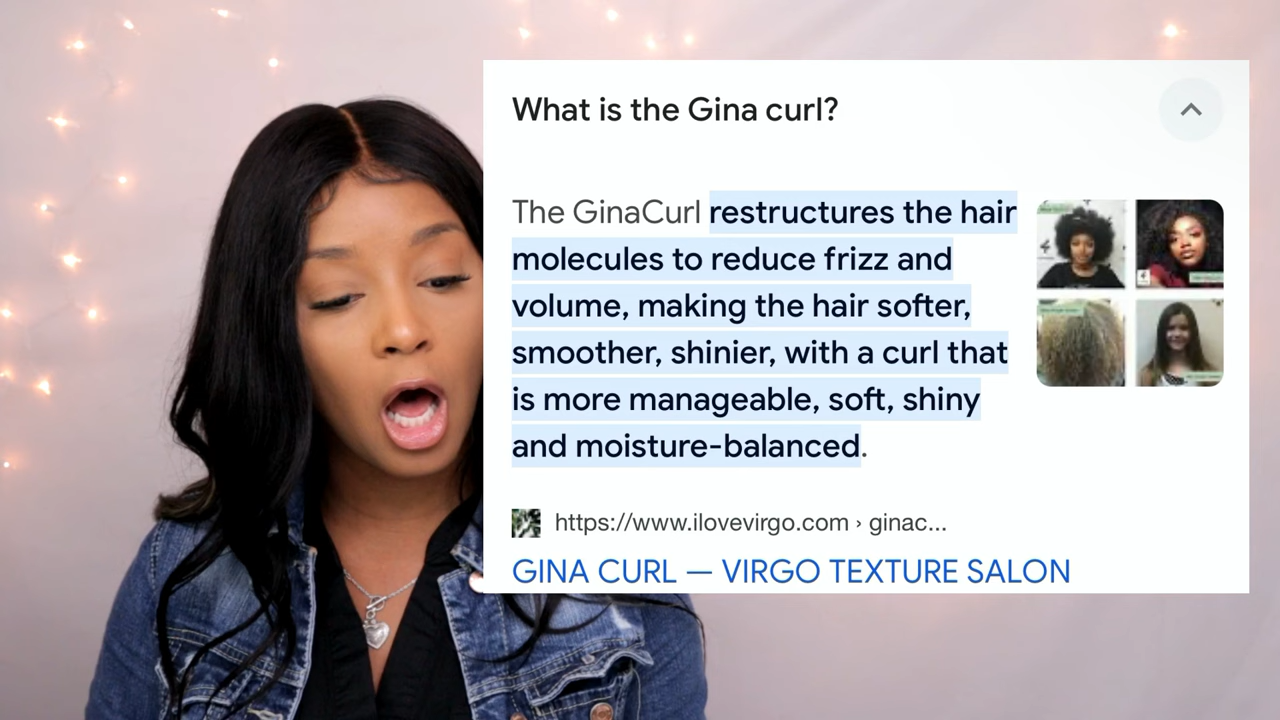 What is the Gina curl?
The GinaCurl restructures the hair
molecules to reduce frizz and
volume, making the hair softer,
smoother, shinier, with a curl that
is more manageable, soft, shiny
and moisture-balanced.
https://www.ilovevirgo.com › ginac...
GINA CURL — VIRGO TEXTURE SALON